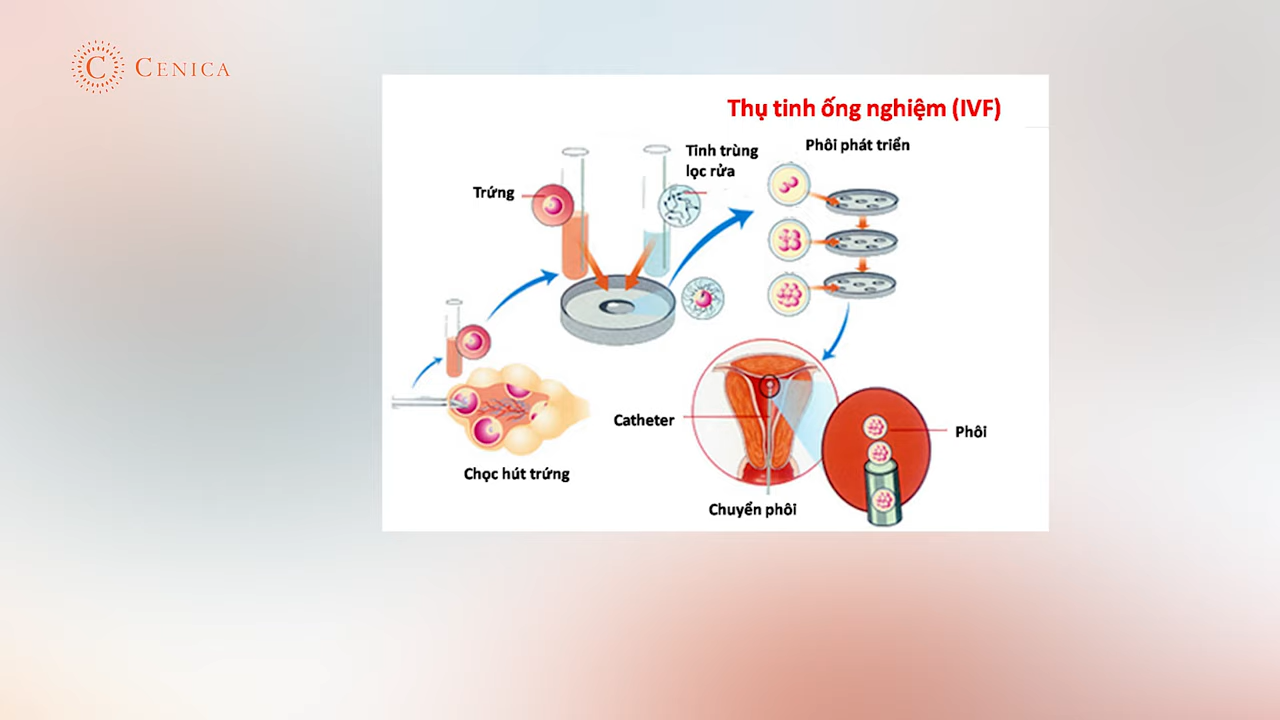 C CENICA
Thụ tinh ống nghiệm (IVF)
Tinh trùng
lọc rửa
Phôi phát triển
Trứng
Catheter
Phôi
Chọc hút trứng
Chuyển phôi